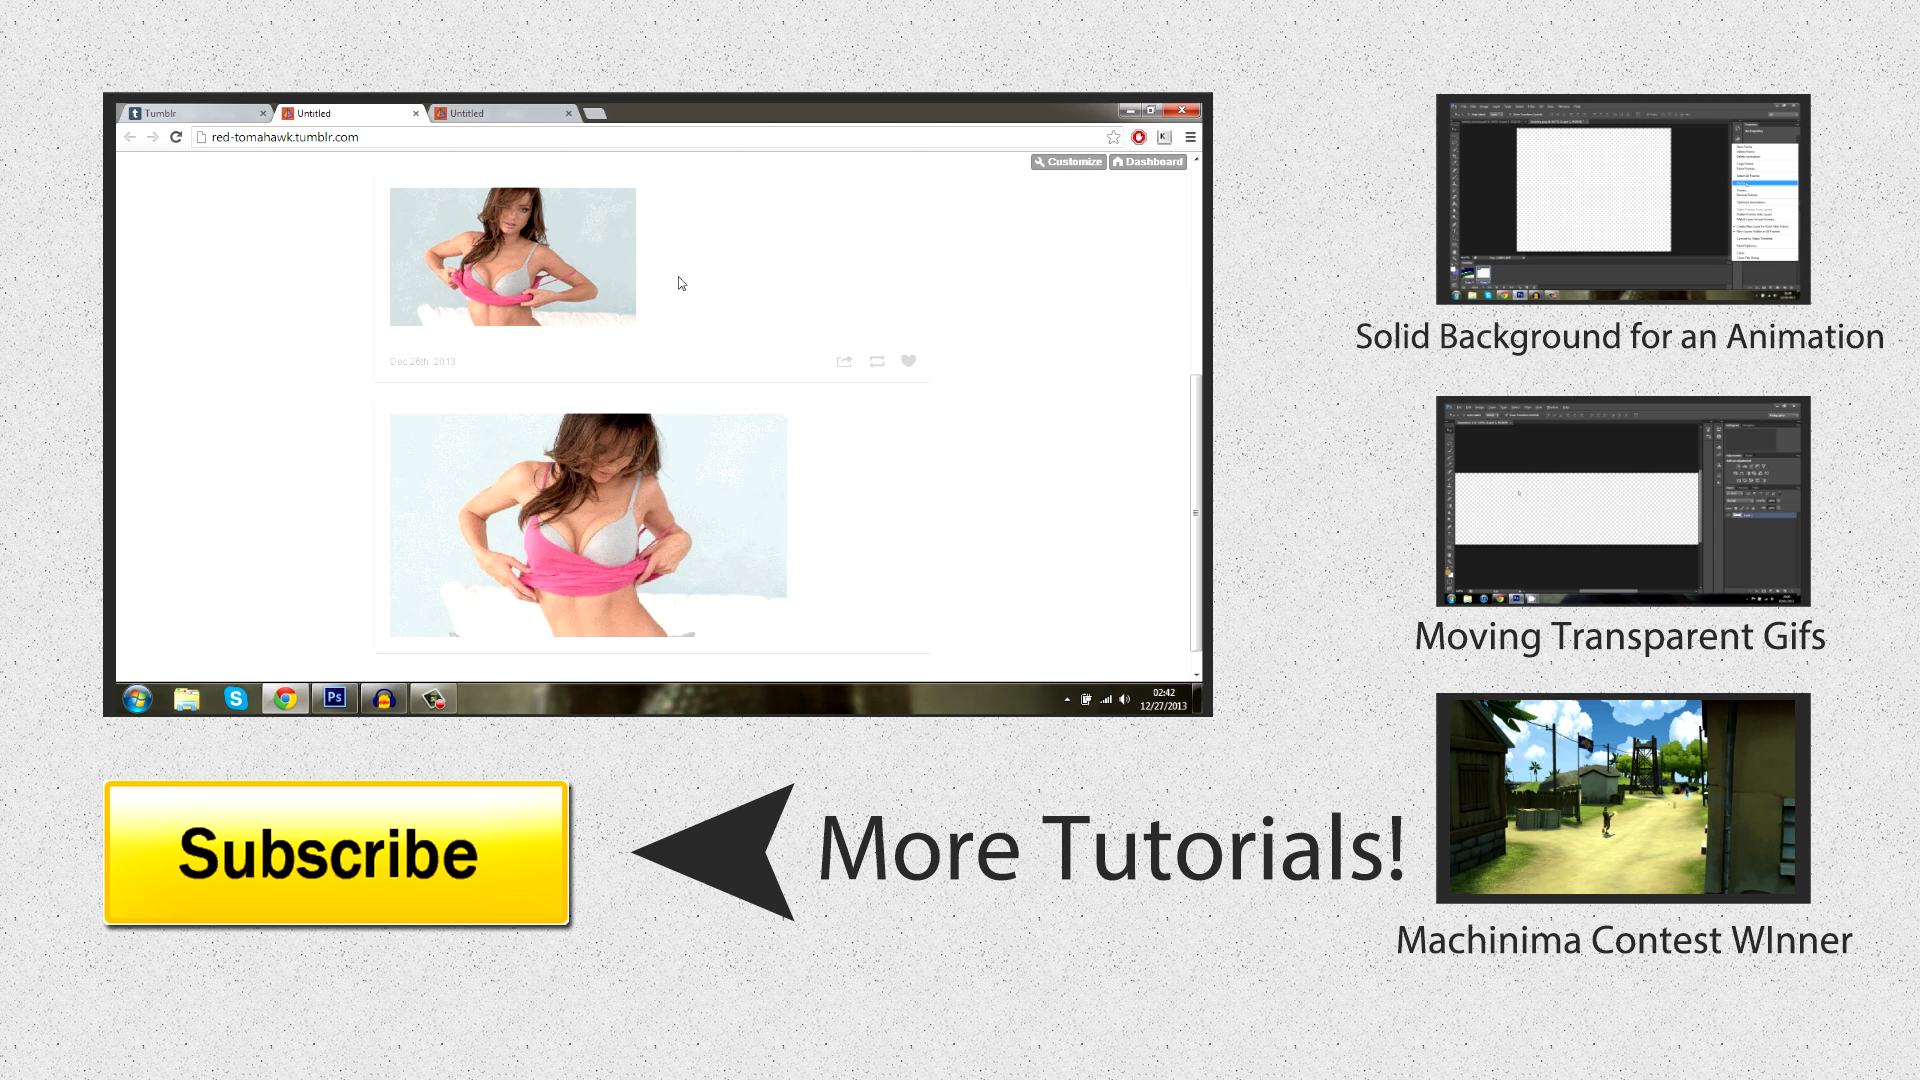 Tumblr
Untitled
Untitled
red-tomahawk.tumblr.com
Customize
Dashboard
Dec 26th 2013
Ps
02:42
12/27/2013
Solid Background for an Animation
Moving Transparent Gifs
Machinima Contest WInner
Subscribe
More Tutorials!